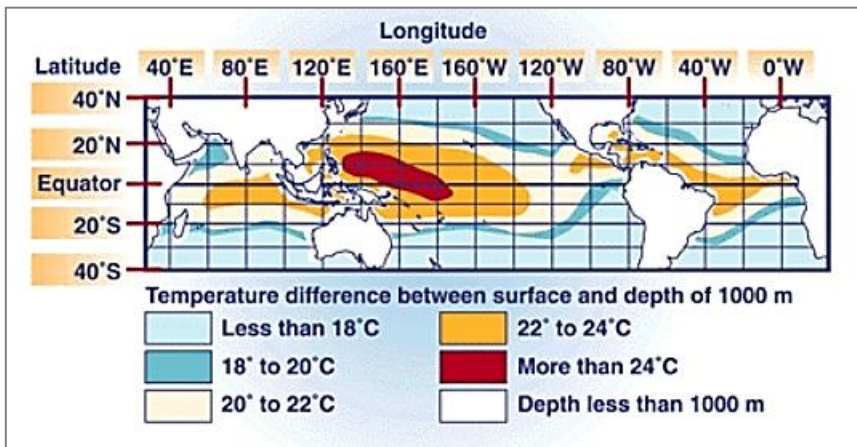 Longitude
Latitude 40˚E 80˚E 120˚E 160˚E 160˚W 120˚W 80˚W 40˚W 0˚W
40˚N
20˚N
Equator
20˚S
40˚S
Temperature difference between surface and depth of 1000 m
Less than 18˚C 22˚ to 24˚C
18˚ to 20˚C More than 24˚C
20˚ to 22˚C Depth less than 1000 m